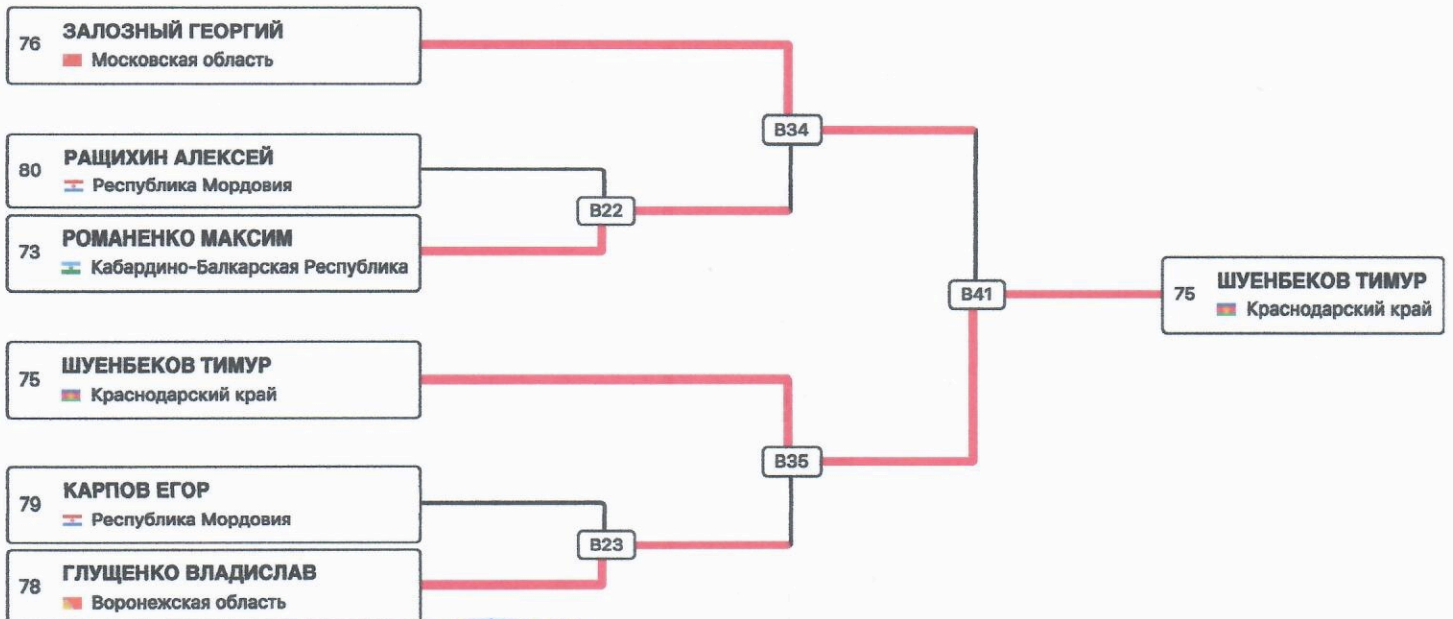 76 ЗАЛОЗНЫЙ ГЕОРГИЙ
Московская область
B34
80 РАЩИХИН АЛЕКСЕЙ
Республика Мордовия
B22
73 РОМАНЕНКО МАКСИМ
Кабардино-Балкарская Республика
B41
75 ШУЕНБЕКОВ ТИМУР
Краснодарский край
75 ШУЕНБЕКОВ ТИМУР
Краснодарский край
B35
79 КАРПОВ ЕГОР
Республика Мордовия
B23
78 ГЛУЩЕНКО ВЛАДИСЛАВ
Воронежская область